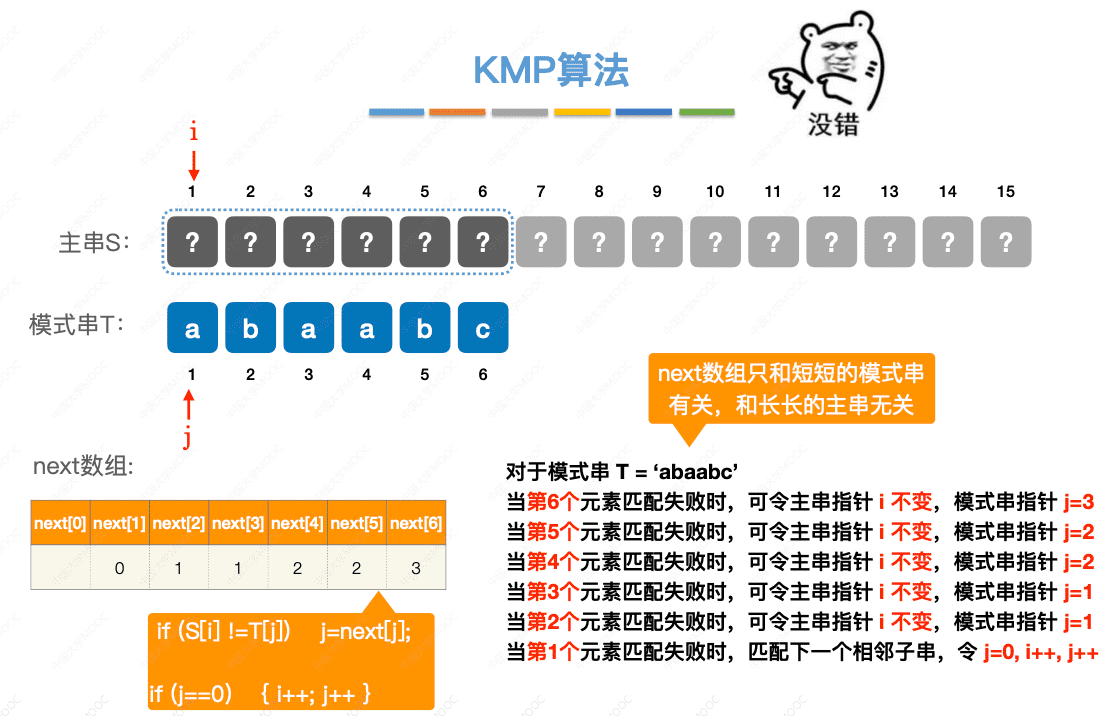 KMP算法
没错
i
1 2 3 4 5 6 7 8 9 10 11 12 13 14 15
主串S： ? ? ? ? ? ? ? ? ? ? ? ? ? ? ?
模式串T： a b a a b c
1 2 3 4 5 6
j
next数组只和短短的模式串
有关，和长长的主串无关
next数组:
next[0] next[1] next[2] next[3] next[4] next[5] next[6]
0 1 1 2 2 3
if (S[i] !=T[j]) j=next[j];
if (j==0) { i++; j++ }
对于模式串 T = ‘abaabc’
当第6个元素匹配失败时，可令主串指针 i 不变，模式串指针 j=3
当第5个元素匹配失败时，可令主串指针 i 不变，模式串指针 j=2
当第4个元素匹配失败时，可令主串指针 i 不变，模式串指针 j=2
当第3个元素匹配失败时，可令主串指针 i 不变，模式串指针 j=1
当第2个元素匹配失败时，可令主串指针 i 不变，模式串指针 j=1
当第1个元素匹配失败时，匹配下一个相邻子串，令 j=0, i++, j++
中国大学MOOC